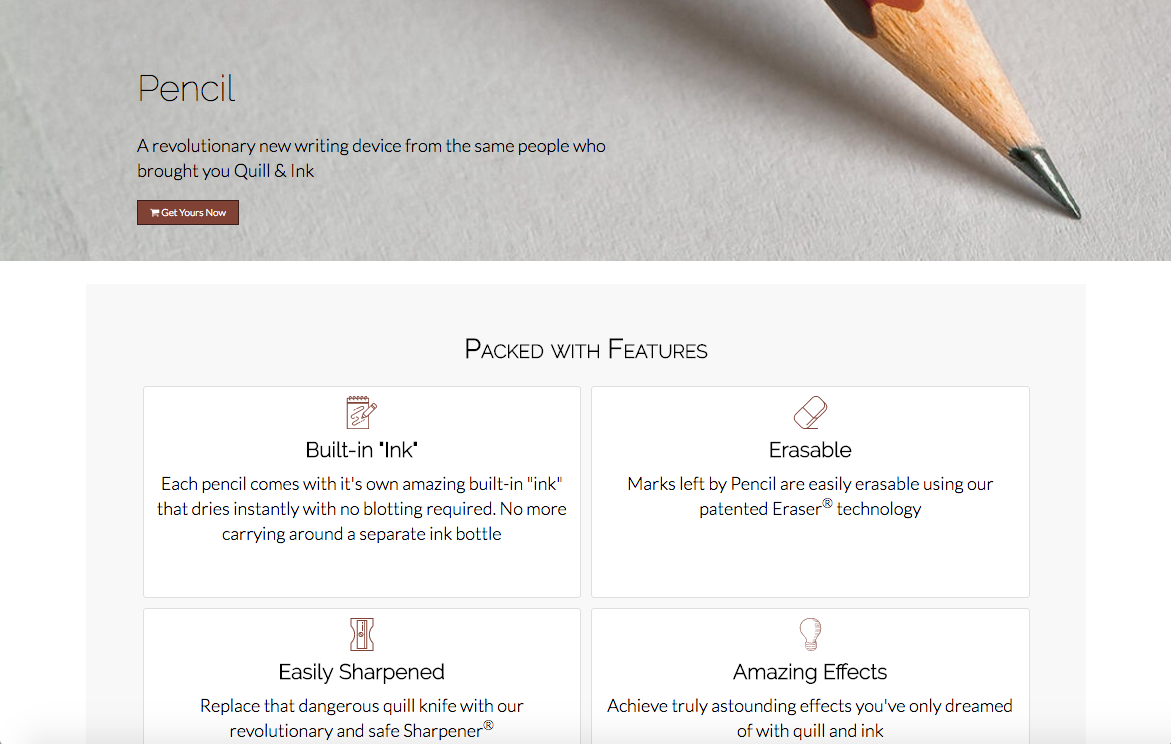 Pencil
A revolutionary new writing device from the same people who
brought you Quill & Ink
Get Yours Now
Packed with Features
Built-in "Ink"
Each pencil comes with it's own amazing built-in "ink"
that dries instantly with no blotting required. No more
carrying around a separate ink bottle
Erasable
Marks left by Pencil are easily erasable using our
patented Eraser® technology
Easily Sharpened
Replace that dangerous quill knife with our
revolutionary and safe Sharpener®
Amazing Effects
Achieve truly astounding effects you've only dreamed
of with quill and ink